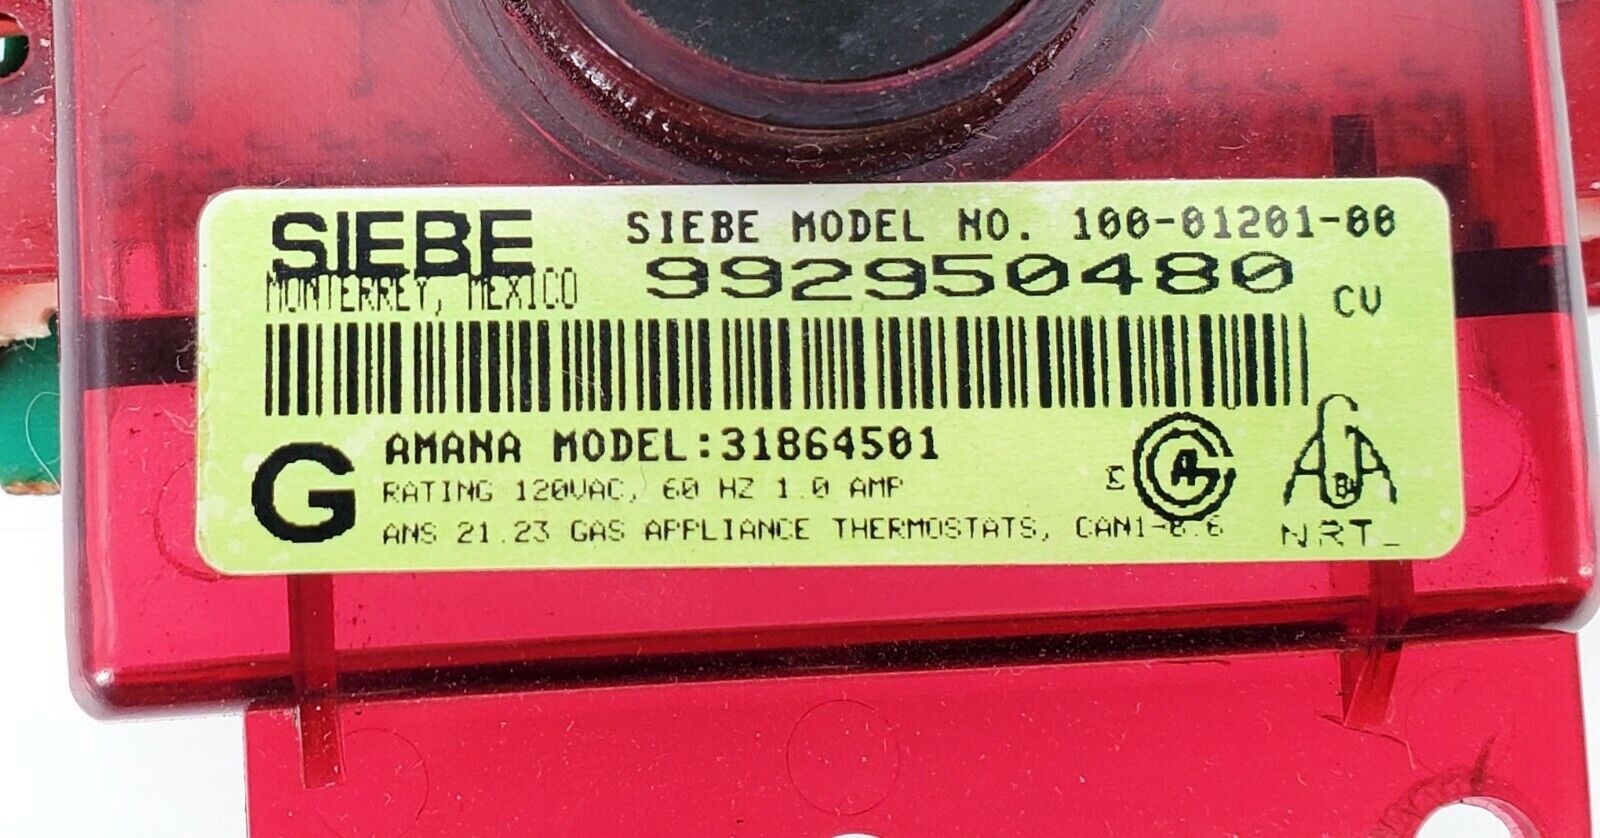 SIEBE
SIEBE MODEL NO. 100-01201-00
MONTERREY, MEXICO
992950480 CV
G
AMANA MODEL:31864501
RATING 120VAC, 60 HZ 1.0 AMP
ANS 21.23 GAS APPLIANCE THERMOSTATS, CAN1-6.6
NRT